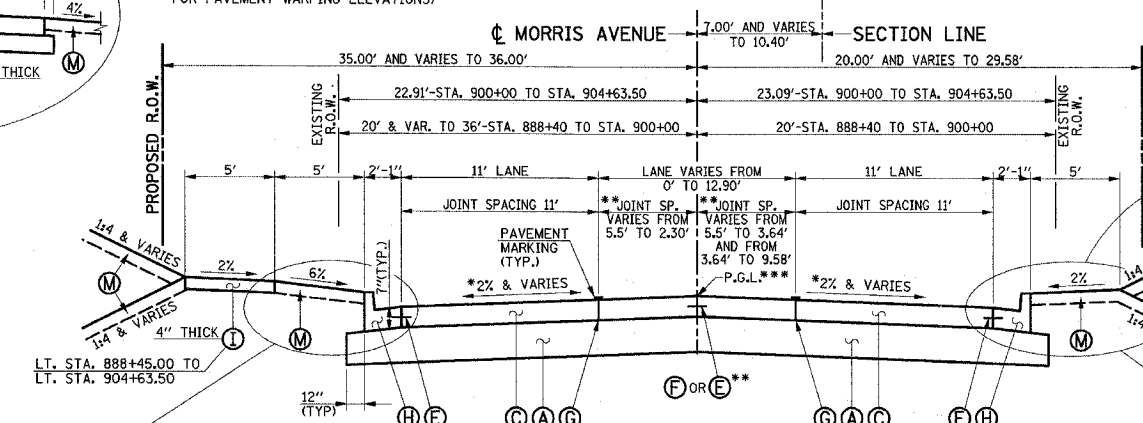 FOR PAVEMENT WARPING ELEVATIONS)
4%
THICK
M
℄ MORRIS AVENUE
7.00' AND VARIES
TO 10.40'
SECTION LINE
35.00' AND VARIES TO 36.00'
20.00' AND VARIES TO 29.58'
PROPOSED R.O.W.
EXISTING
R.O.W.
22.91'-STA. 900+00 TO STA. 904+63.50
23.09'-STA. 900+00 TO STA. 904+63.50
EXISTING
R.O.W.
20' & VAR. TO 36'-STA. 888+40 TO STA. 900+00
20'-STA. 888+40 TO STA. 900+00
5'
5'
2'-1"
11' LANE
LANE VARIES FROM
0' TO 12.90'
11' LANE
2'-1"
5'
JOINT SPACING 11'
**JOINT SP.
VARIES FROM
5.5' TO 2.30'
**JOINT SP.
VARIES FROM
5.5' TO 3.64'
AND FROM
3.64' TO 9.58'
JOINT SPACING 11'
PAVEMENT
MARKING
(TYP.)
P.G.L.***
1:4 & VARIES
M
1:4 & VARIES
2%
6%
7"(TYP.)
*2% & VARIES
*2% & VARIES
2%
1:4
1:4
M
M
4" THICK
I
LT. STA. 888+45.00 TO
LT. STA. 904+63.50
12"
(TYP)
F OR E**
H E C A G
G A C E H